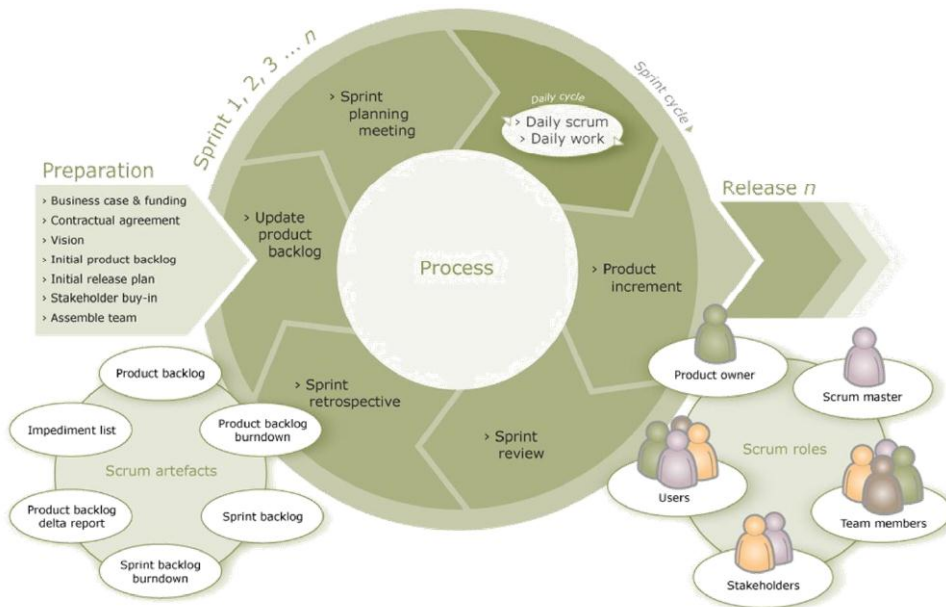 Sprint 1, 2, 3 ... n
Sprint cycle
Preparation
› Business case & funding
› Contractual agreement
› Vision
› Initial product backlog
› Initial release plan
› Stakeholder buy-in
› Assemble team
› Sprint
planning
meeting
Daily cycle
› Daily scrum
› Daily work
› Update
product
backlog
Process
› Product
increment
› Sprint
retrospective
› Sprint
review
Release n
Product backlog
Impediment list
Product backlog
burndown
Scrum artefacts
Product backlog
delta report
Sprint backlog
Sprint backlog
burndown
Product owner
Scrum master
Scrum roles
Users
Team members
Stakeholders